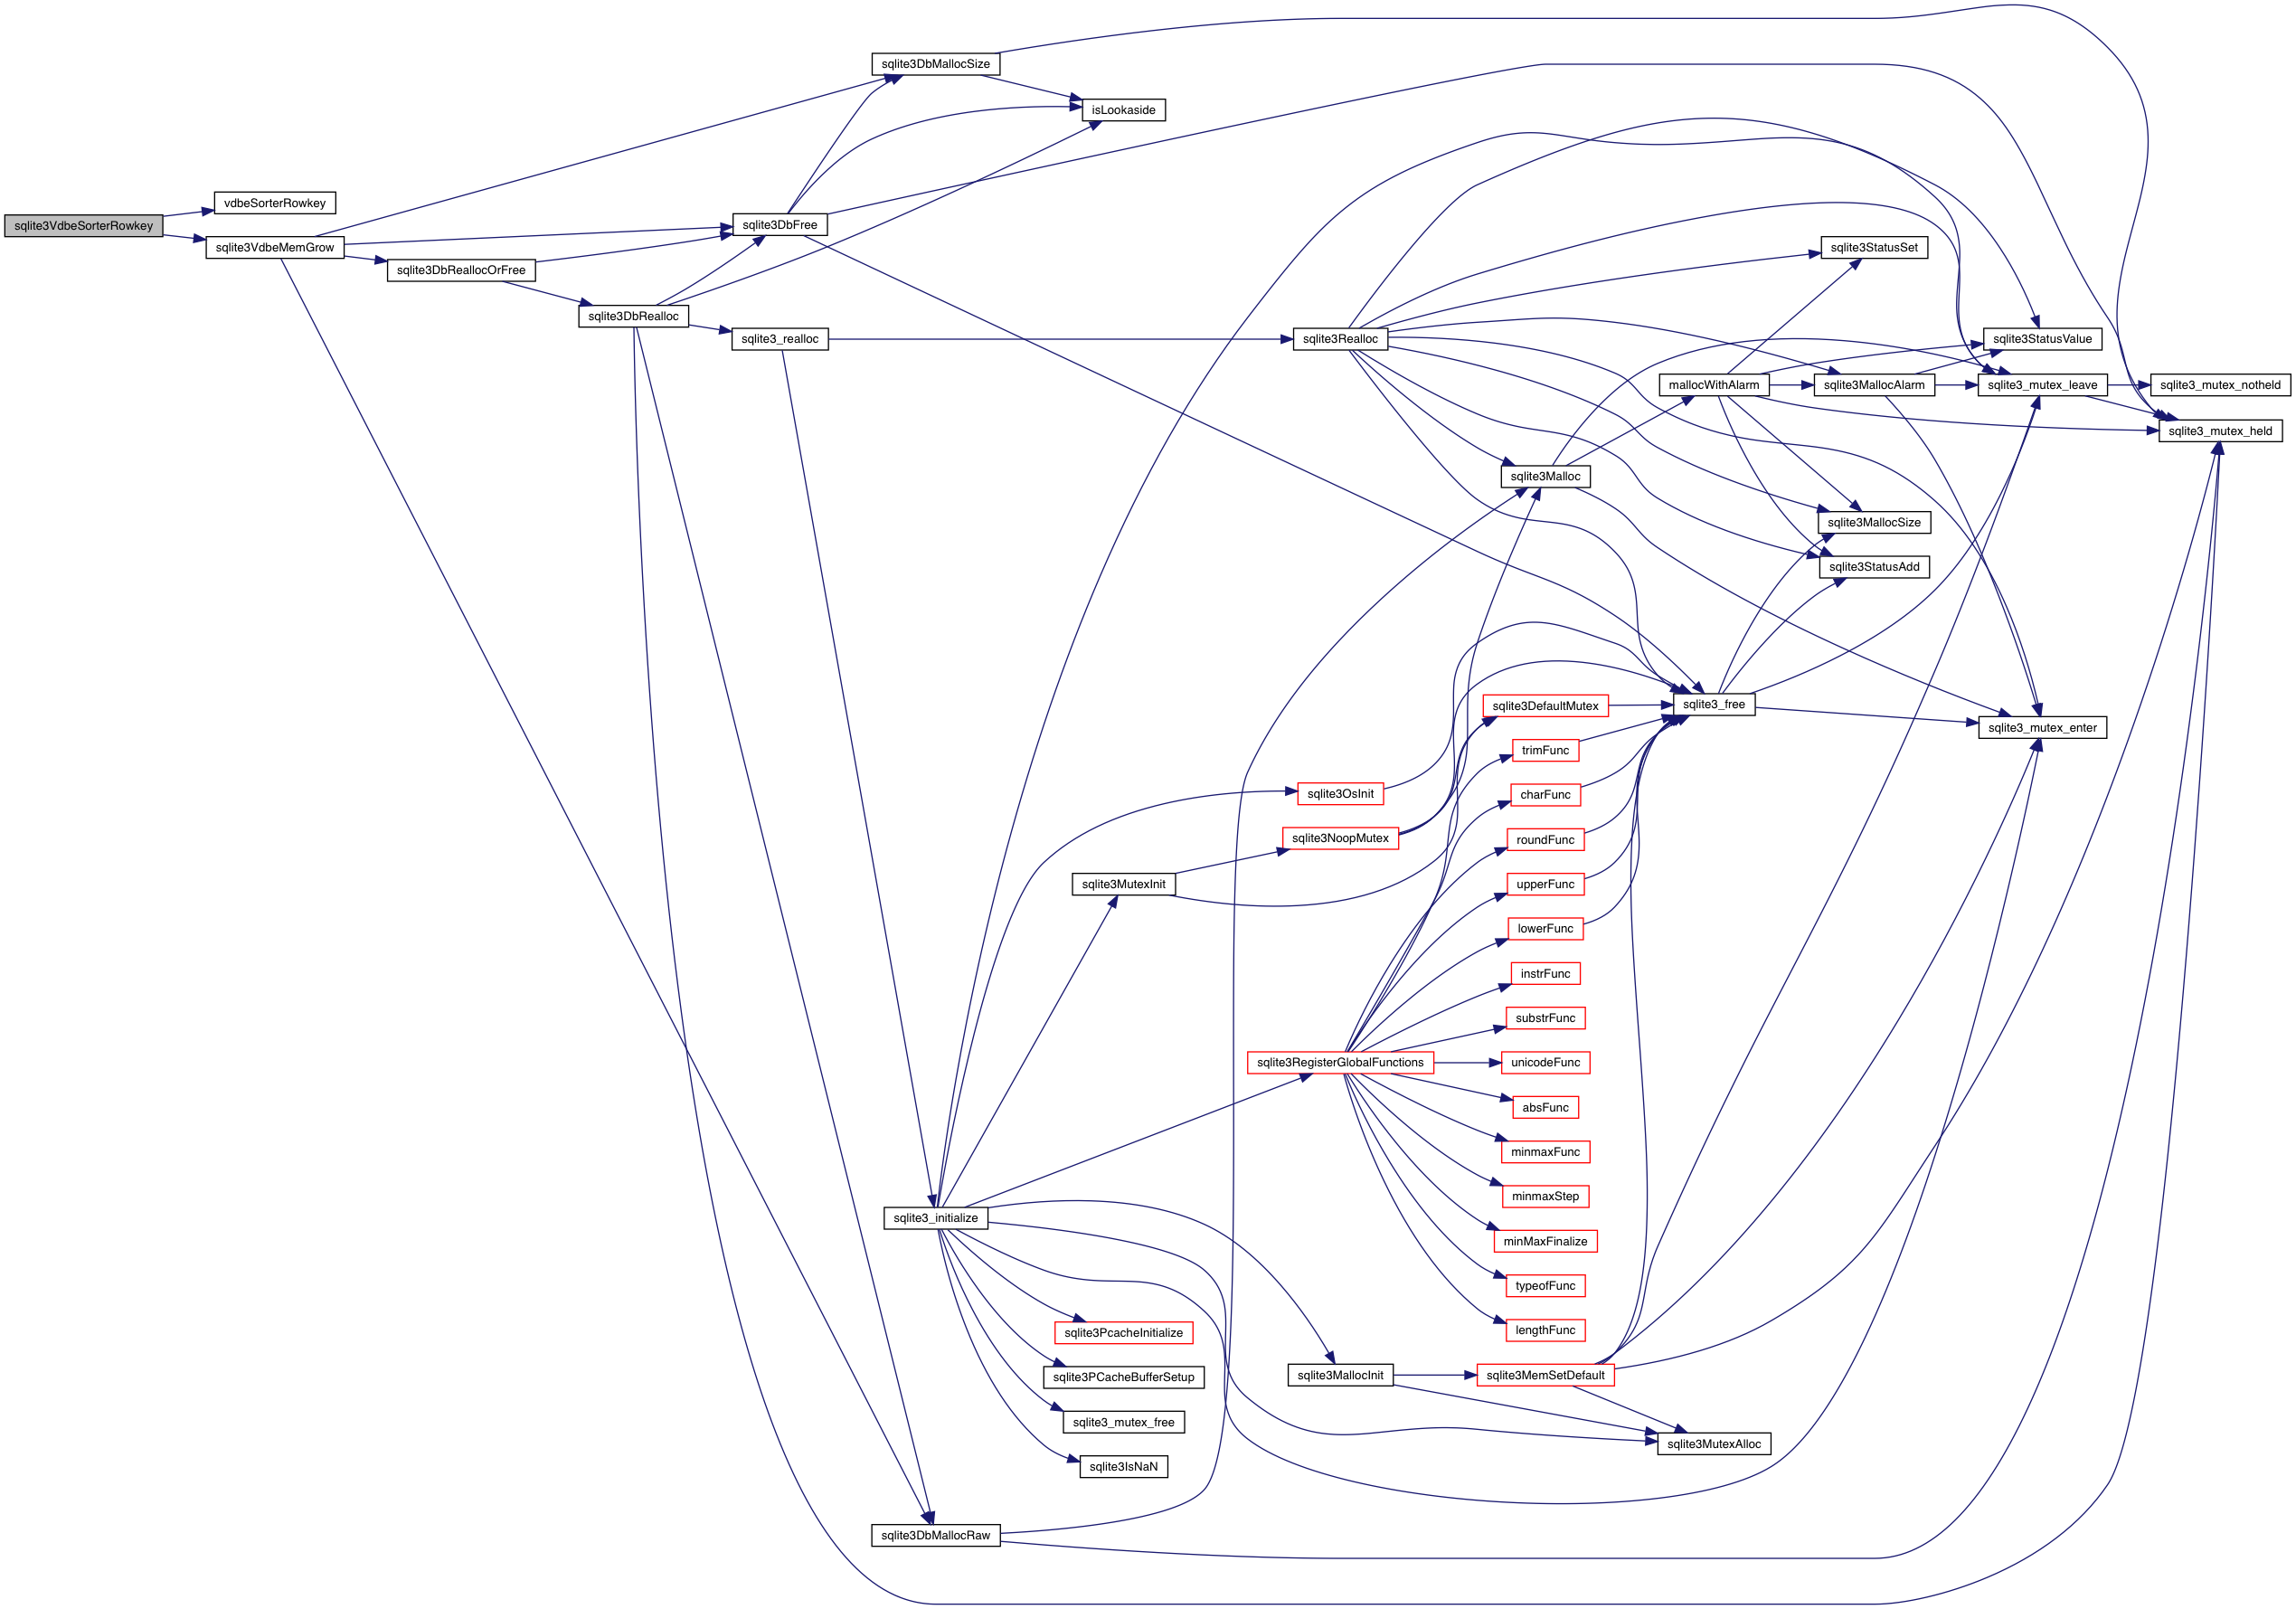 sqlite3DbMallocSize
isLookaside
vdbeSorterRowkey
sqlite3VdbeSorterRowkey
sqlite3DbFree
sqlite3VdbeMemGrow
sqlite3StatusSet
sqlite3DbReallocOrFree
sqlite3DbRealloc
sqlite3_realloc
sqlite3Realloc
sqlite3StatusValue
mallocWithAlarm
sqlite3MallocAlarm
sqlite3_mutex_leave
sqlite3_mutex_notheld
sqlite3_mutex_held
sqlite3Malloc
sqlite3MallocSize
sqlite3StatusAdd
sqlite3DefaultMutex
sqlite3_free
sqlite3_mutex_enter
trimFunc
sqlite3OsInit
charFunc
sqlite3NoopMutex
roundFunc
sqlite3MutexInit
upperFunc
lowerFunc
instrFunc
substrFunc
sqlite3RegisterGlobalFunctions
unicodeFunc
absFunc
minmaxFunc
minmaxStep
sqlite3_initialize
minMaxFinalize
typeofFunc
sqlite3PcacheInitialize
lengthFunc
sqlite3PCacheBufferSetup
sqlite3MallocInit
sqlite3MemSetDefault
sqlite3_mutex_free
sqlite3MutexAlloc
sqlite3IsNaN
sqlite3DbMallocRaw